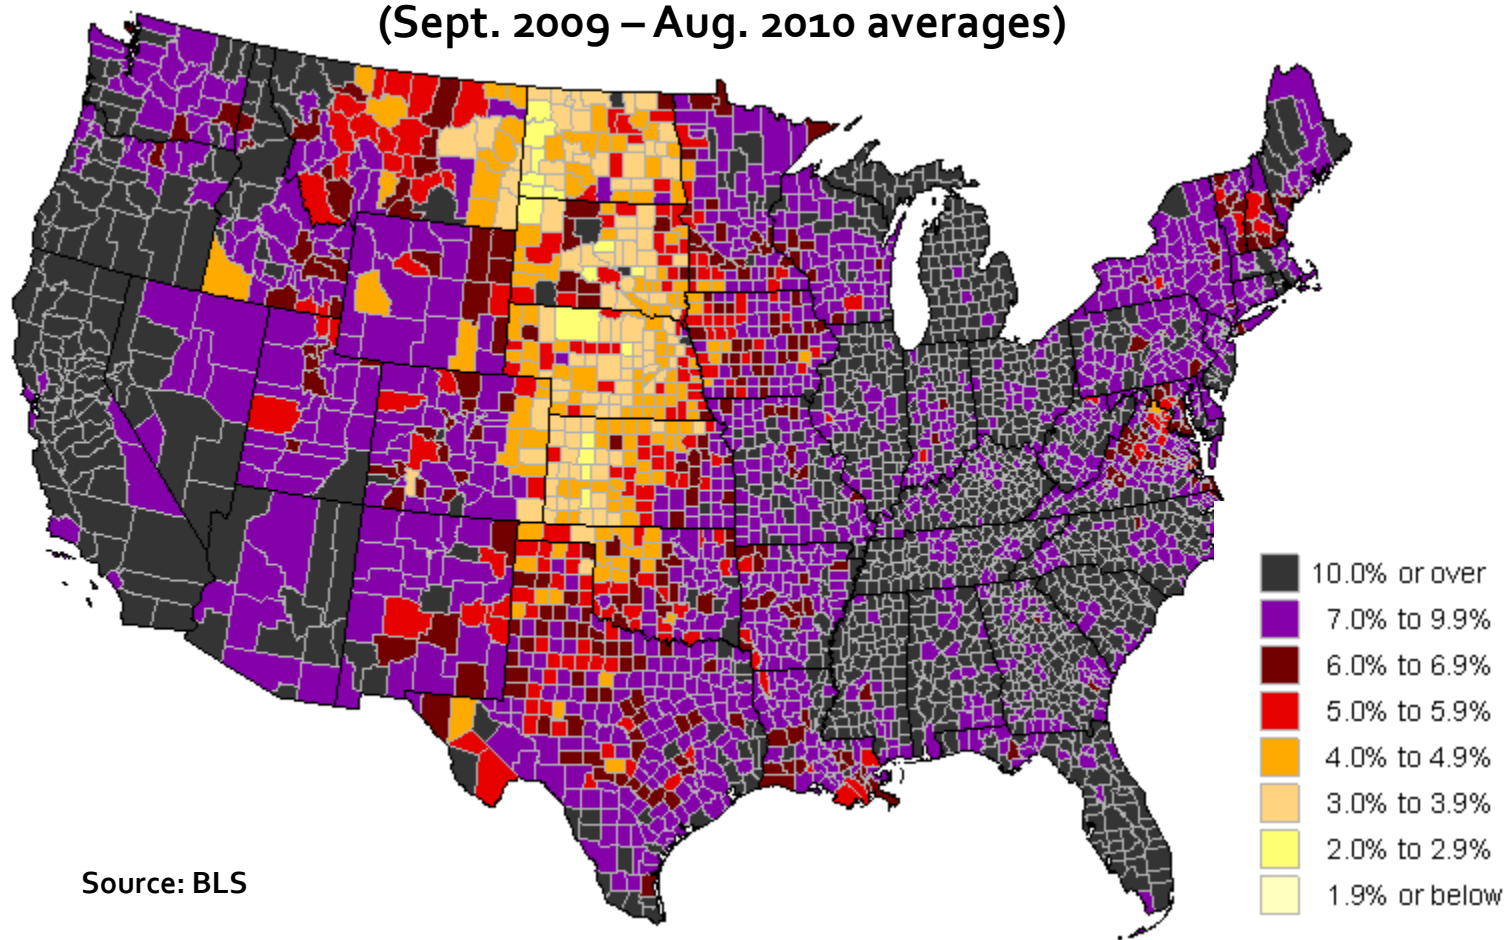 (Sept. 2009 – Aug. 2010 averages)
10.0% or over
7.0% to 9.9%
6.0% to 6.9%
5.0% to 5.9%
4.0% to 4.9%
3.0% to 3.9%
2.0% to 2.9%
1.9% or below
Source: BLS